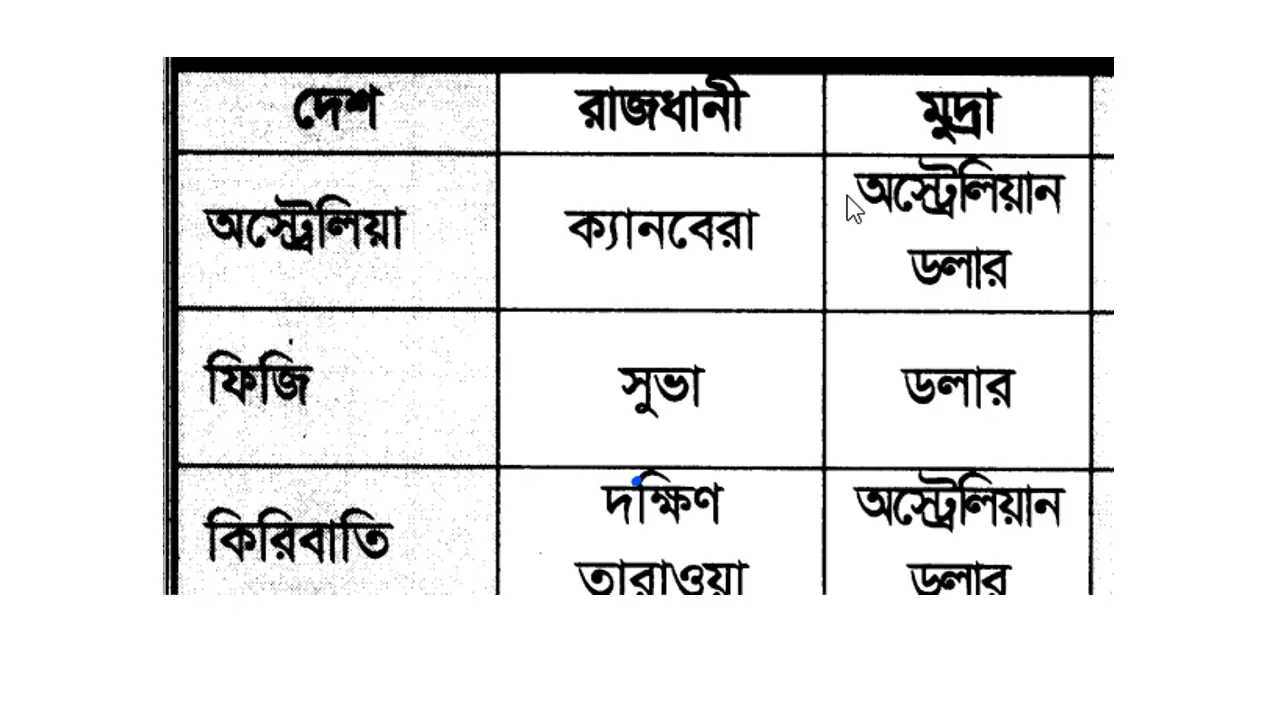 দেশ রাজধানী মুদ্রা
অস্ট্রেলিয়া ক্যানবেরা অস্ট্রেলিয়ান
ডলার
ফিজি সুভা ডলার
কিরিবাতি দক্ষিণ অস্ট্রেলিয়ান
তারাওয়া ডলার